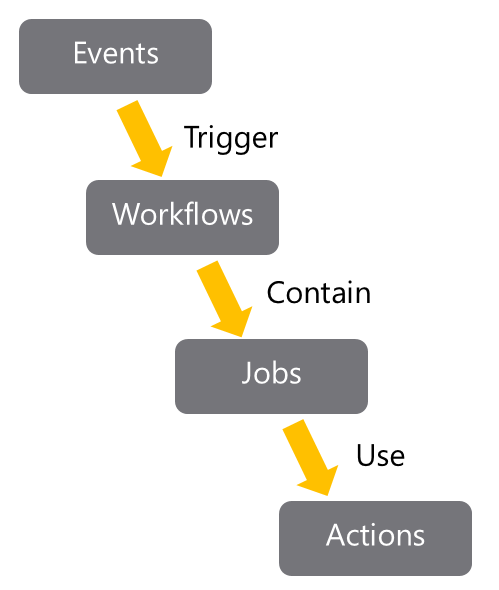 Events
Trigger
Workflows
Contain
Jobs
Use
Actions